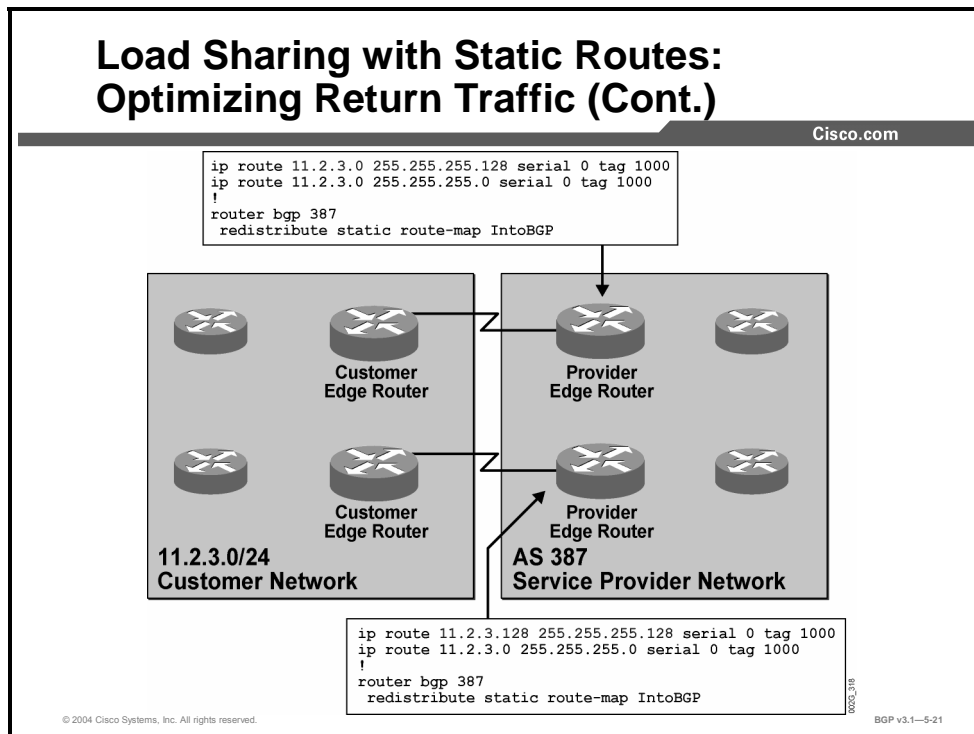 Load Sharing with Static Routes:
Optimizing Return Traffic (Cont.)
Cisco.com
ip route 11.2.3.0 255.255.255.128 serial 0 tag 1000
ip route 11.2.3.0 255.255.255.0 serial 0 tag 1000
!
router bgp 387
 redistribute static route-map IntoBGP
Customer
Edge Router
Provider
Edge Router
Customer
Edge Router
Provider
Edge Router
11.2.3.0/24
Customer Network
AS 387
Service Provider Network
ip route 11.2.3.128 255.255.255.128 serial 0 tag 1000
ip route 11.2.3.0 255.255.255.0 serial 0 tag 1000
!
router bgp 387
 redistribute static route-map IntoBGP
002G_318
© 2004 Cisco Systems, Inc. All rights reserved.
BGP v3.1—5-21